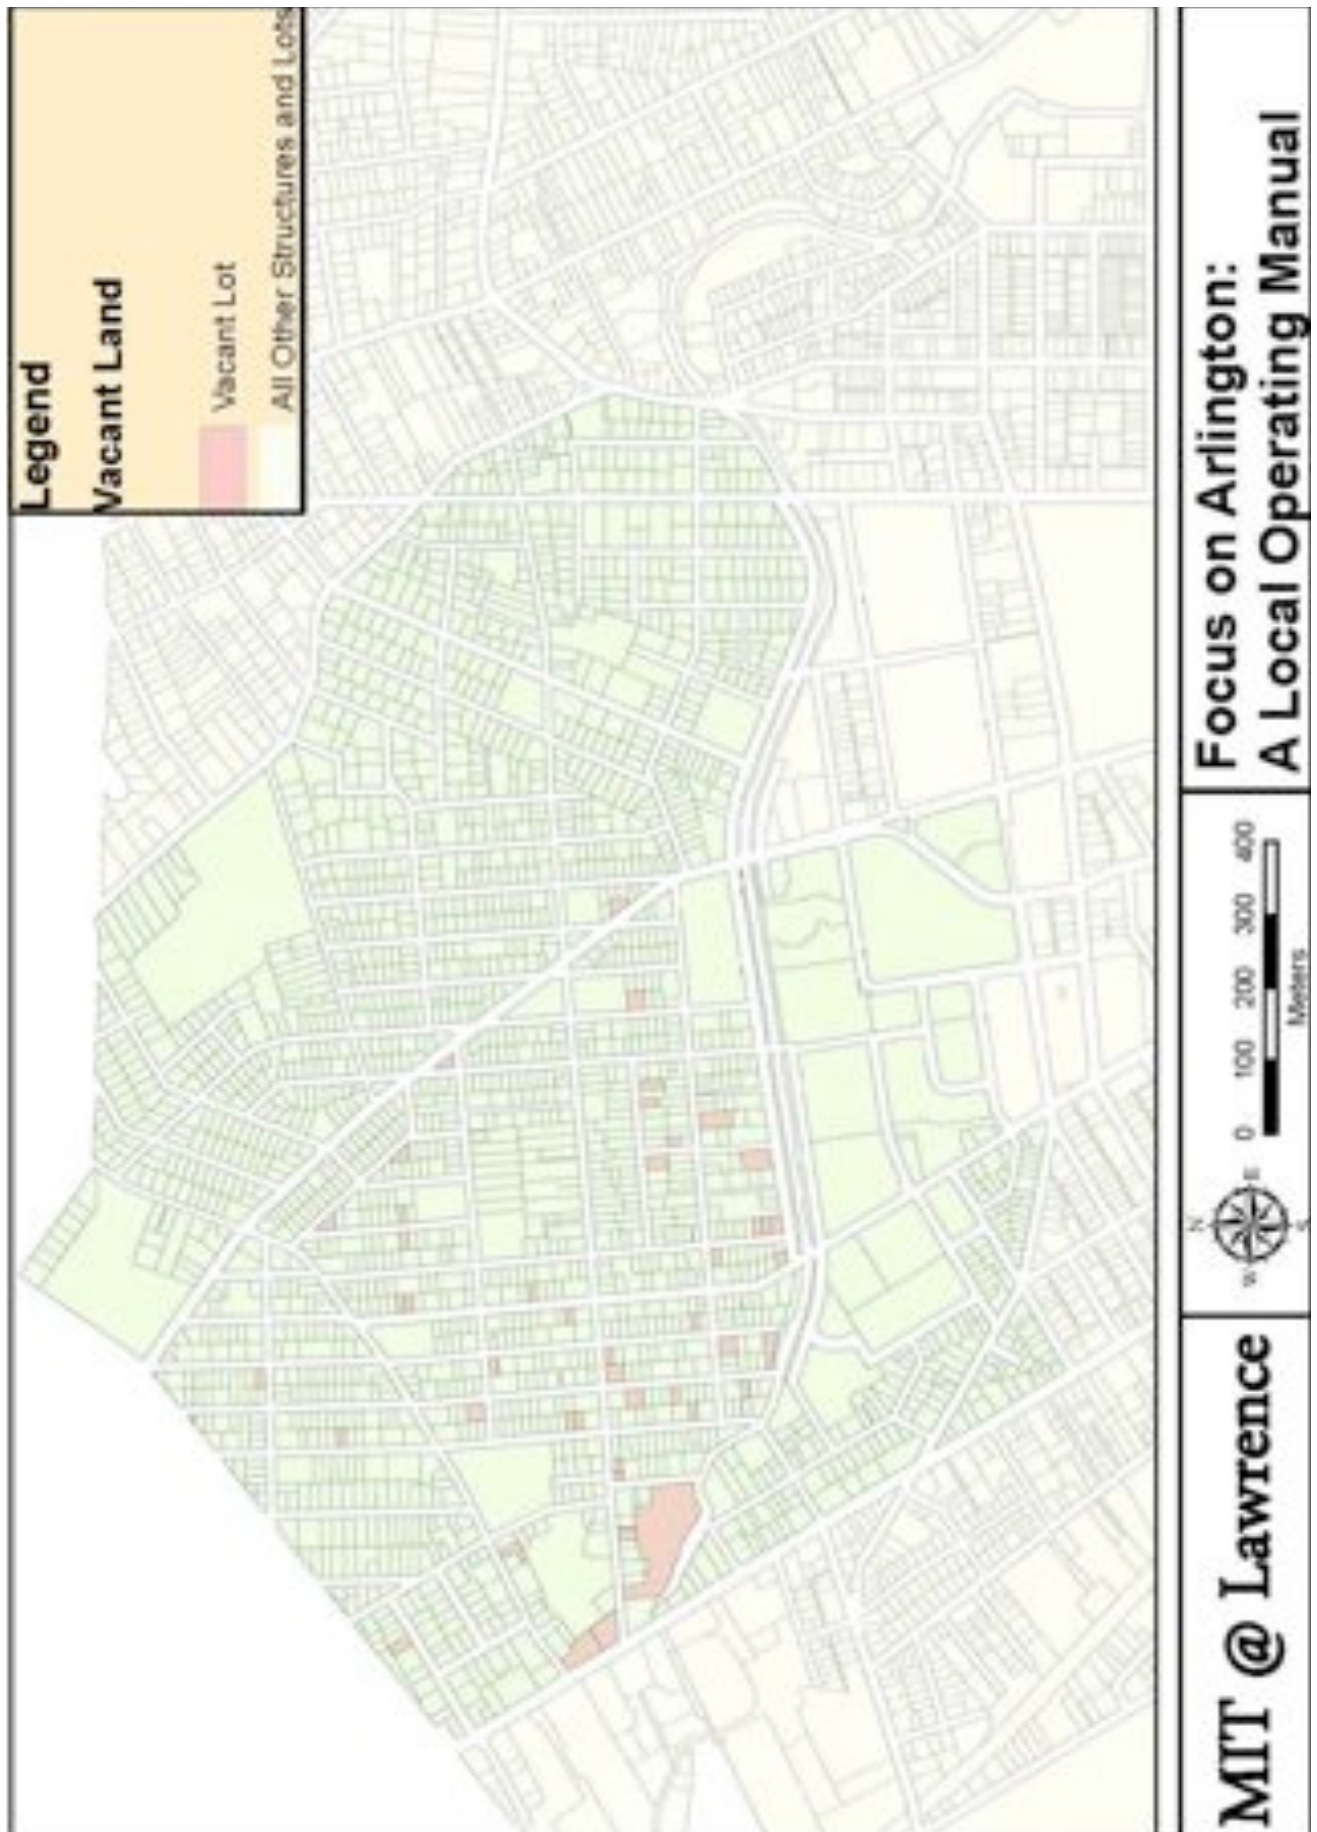 Legend
Vacant Land
Vacant Lot
All Other Structures and Lots
MIT @ Lawrence
N
W
E
S
0 100 200 300 400
Meters
Focus on Arlington:
A Local Operating Manual